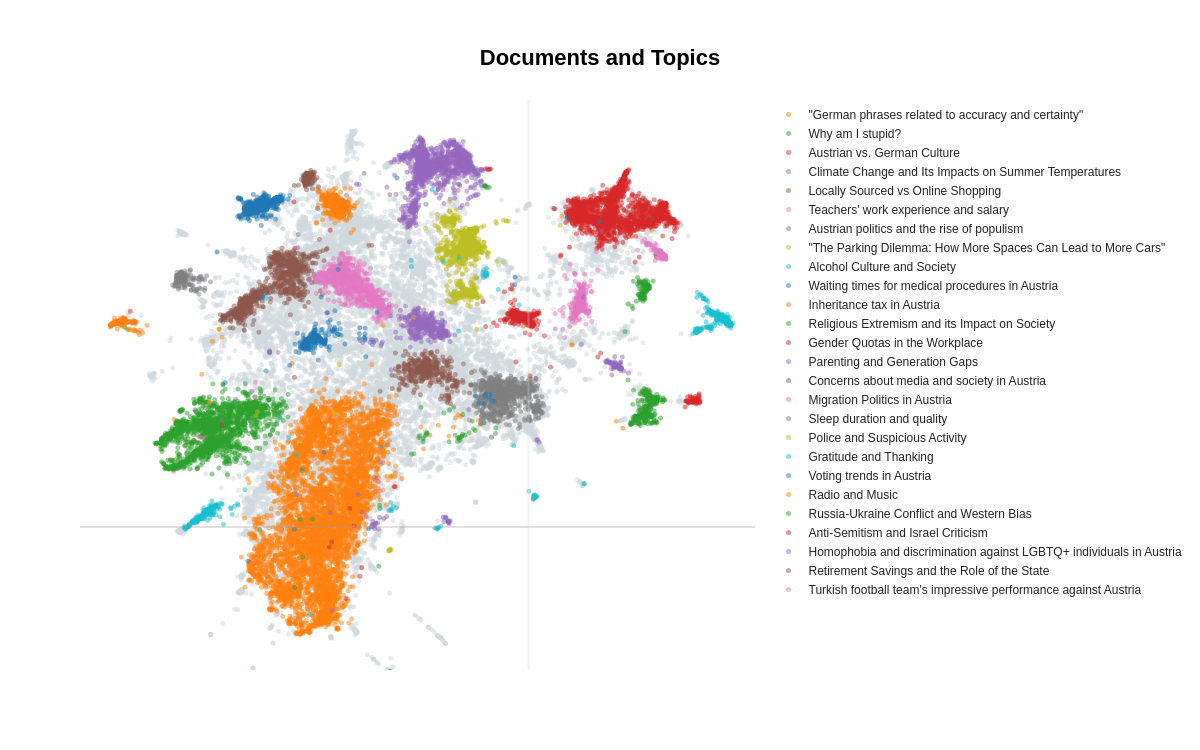 Documents and Topics
"German phrases related to accuracy and certainty"
Why am I stupid?
Austrian vs. German Culture
Climate Change and Its Impacts on Summer Temperatures
Locally Sourced vs Online Shopping
Teachers' work experience and salary
Austrian politics and the rise of populism
"The Parking Dilemma: How More Spaces Can Lead to More Cars"
Alcohol Culture and Society
Waiting times for medical procedures in Austria
Inheritance tax in Austria
Religious Extremism and its Impact on Society
Gender Quotas in the Workplace
Parenting and Generation Gaps
Concerns about media and society in Austria
Migration Politics in Austria
Sleep duration and quality
Police and Suspicious Activity
Gratitude and Thanking
Voting trends in Austria
Radio and Music
Russia-Ukraine Conflict and Western Bias
Anti-Semitism and Israel Criticism
Homophobia and discrimination against LGBTQ+ individuals in Austria
Retirement Savings and the Role of the State
Turkish football team's impressive performance against Austria